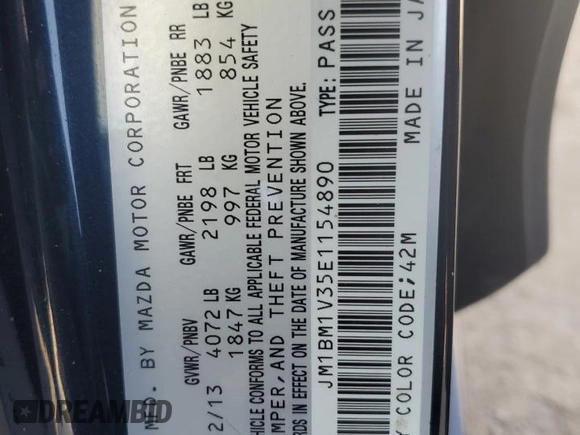 MFD. BY MAZDA MOTOR CORPORATION
GVWR/PNBV GAWR/PNBE FRT GAWR/PNBE RR
2/13 4072 LB 2198 LB 1883 LB
1847 KG 997 KG 854 KG
VEHICLE CONFORMS TO ALL APPLICABLE FEDERAL MOTOR VEHICLE SAFETY
MPER, AND THEFT PREVENTION
RDS IN EFFECT ON THE DATE OF MANUFACTURE SHOWN ABOVE.
JM1BM1V35E1154890 TYPE: PASS
Y COLOR CODE; 42M MADE IN JA
DREAMBID